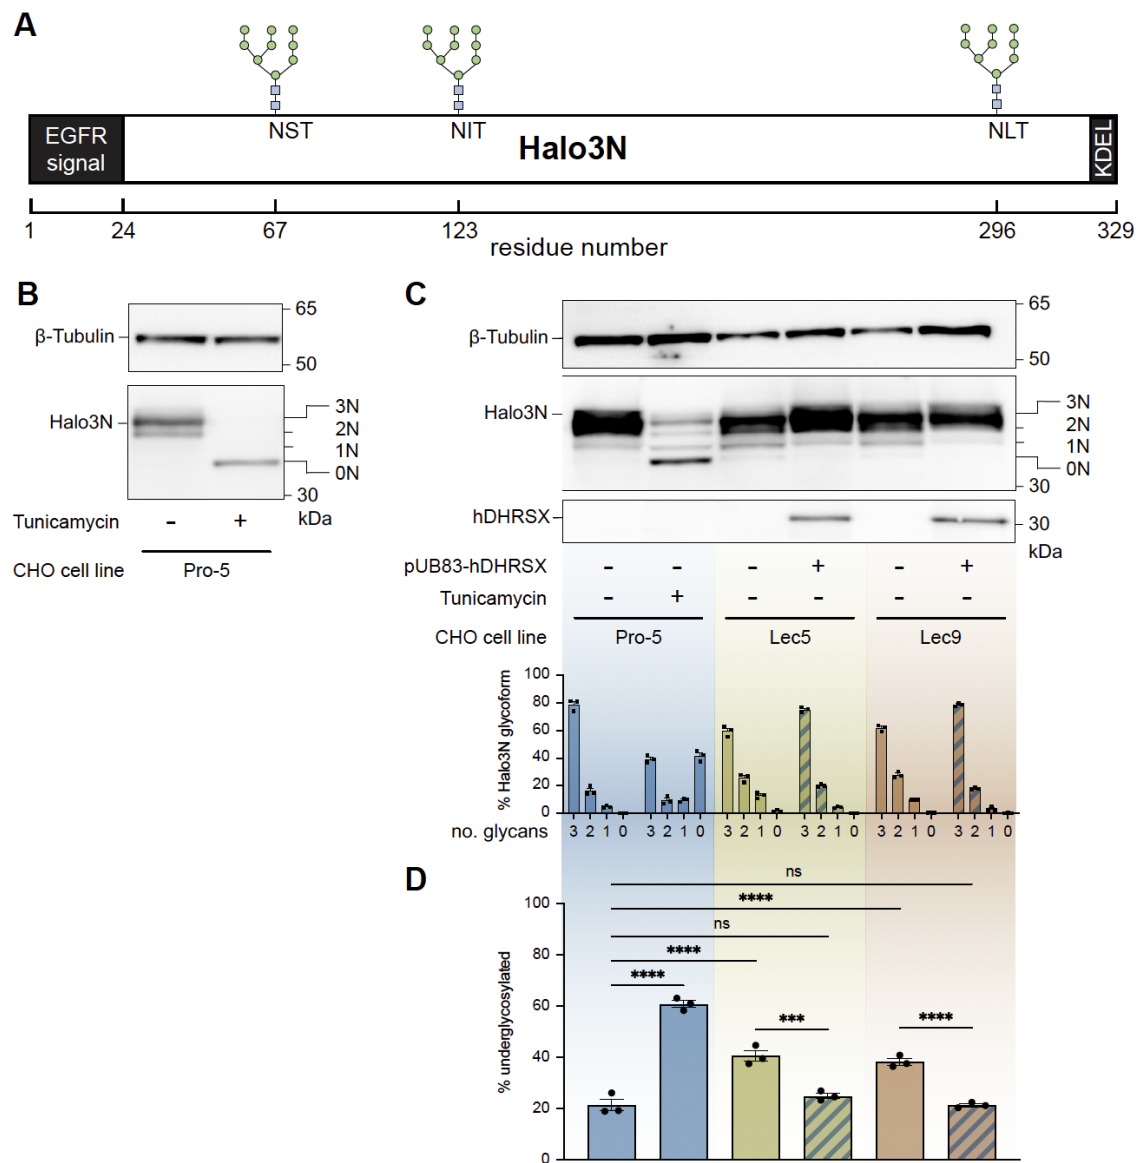 A
NST
NIT
NLT
EGFR
signal
Halo3N
KDEL
1
24
67
123
296
329
residue number
B
β-Tubulin
65
50
Halo3N
3N
2N
1N
0N
30
kDa
Tunicamycin - +
CHO cell line Pro-5
C
β-Tubulin
65
50
Halo3N
3N
2N
1N
0N
30
hDHRSX
30
kDa
pUB83-hDHRSX - - - + - +
Tunicamycin - + - - - -
CHO cell line Pro-5 Lec5 Lec9
% Halo3N glycoform
100
80
60
40
20
0
no. glycans 3 2 1 0 3 2 1 0 3 2 1 0 3 2 1 0 3 2 1 0 3 2 1 0
D
% underglycosylated
100
80
60
40
20
0
ns
****
ns
****
****
***
****